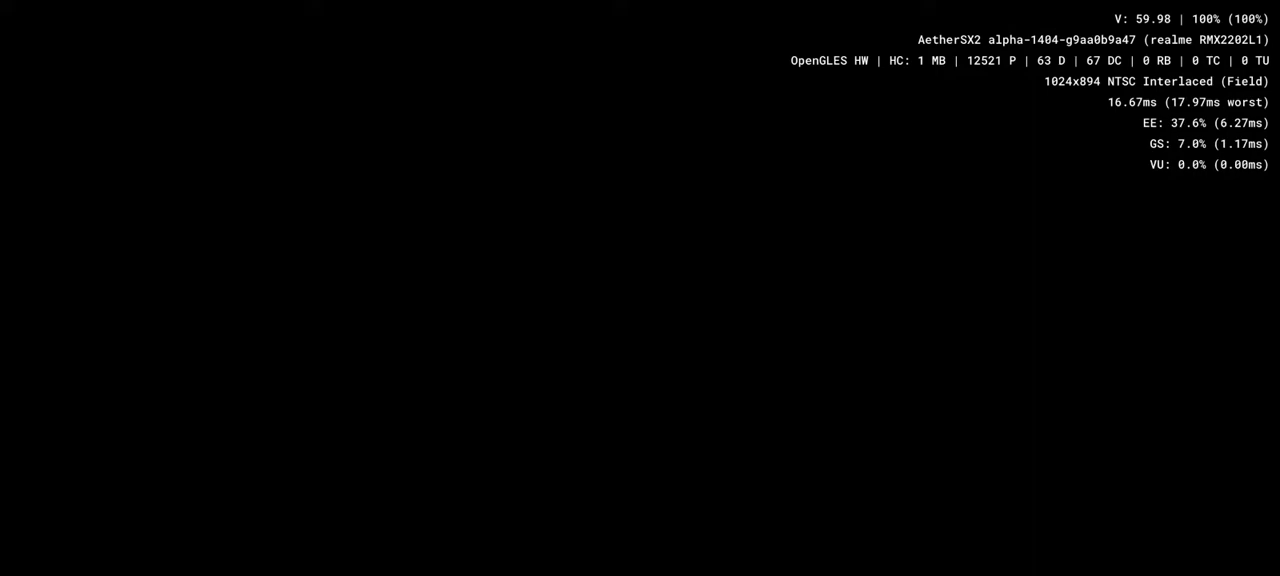 V: 59.98 | 100% (100%)
AetherSX2 alpha-1404-g9aa0b9a47 (realme RMX2202L1)
OpenGLES HW | HC: 1 MB | 12521 P | 63 D | 67 DC | 0 RB | 0 TC | 0 TU
1024x894 NTSC Interlaced (Field)
16.67ms (17.97ms worst)
EE: 37.6% (6.27ms)
GS: 7.0% (1.17ms)
VU: 0.0% (0.00ms)